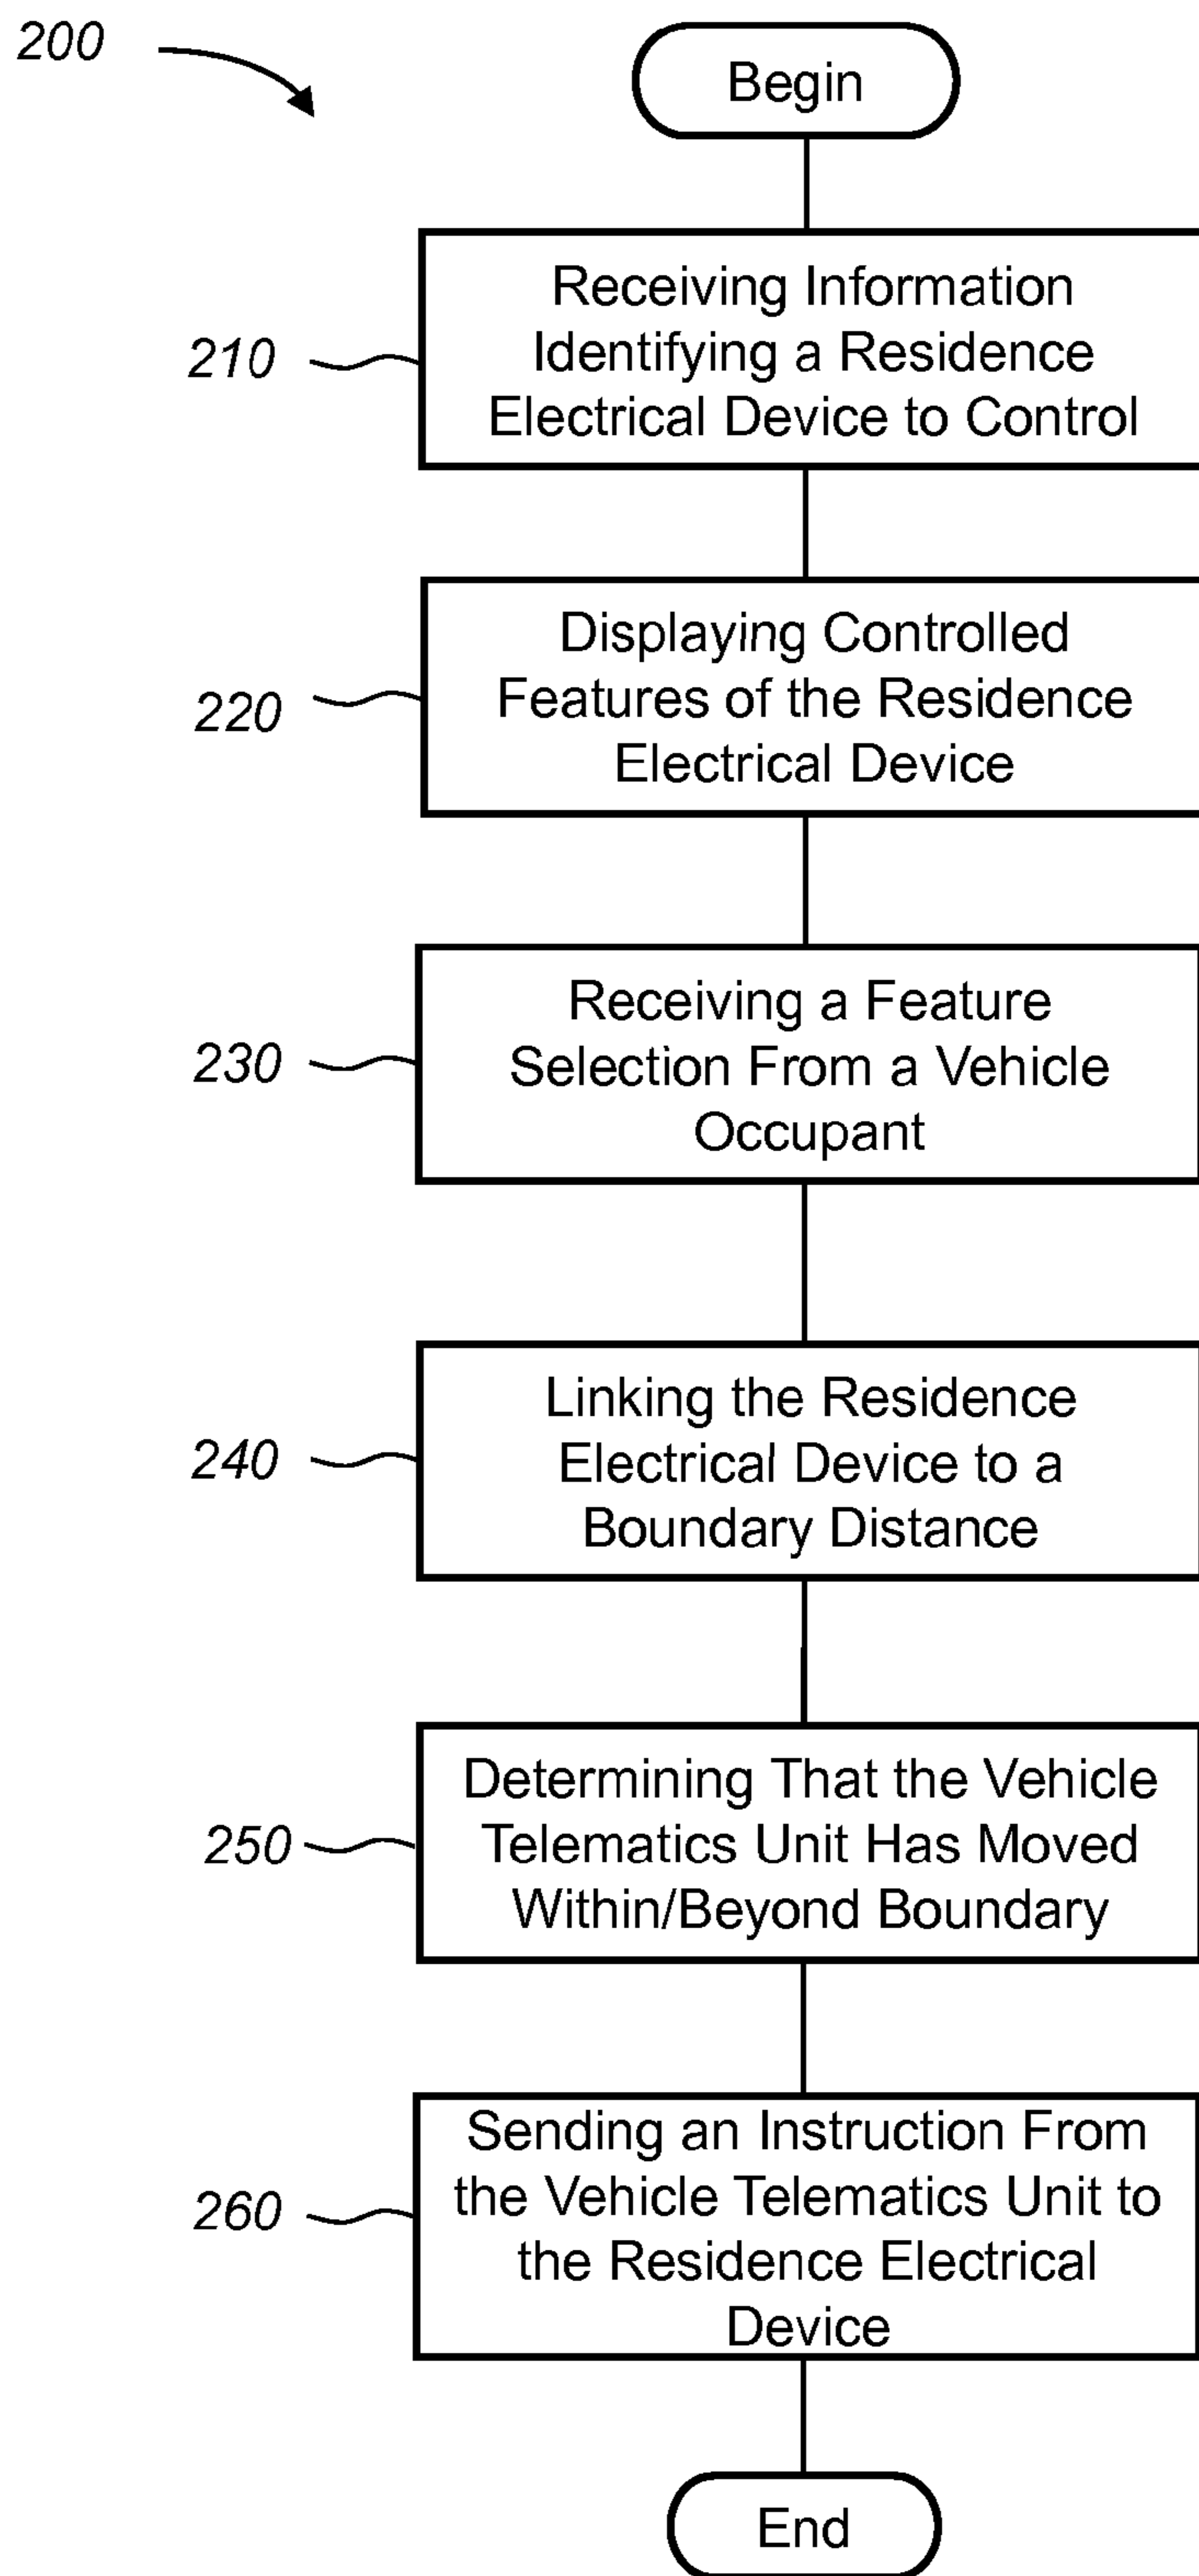 200
Begin
210
Receiving Information
Identifying a Residence
Electrical Device to Control
220
Displaying Controlled
Features of the Residence
Electrical Device
230
Receiving a Feature
Selection From a Vehicle
Occupant
240
Linking the Residence
Electrical Device to a
Boundary Distance
250
Determining That the Vehicle
Telematics Unit Has Moved
Within/Beyond Boundary
260
Sending an Instruction From
the Vehicle Telematics Unit to
the Residence Electrical
Device
End